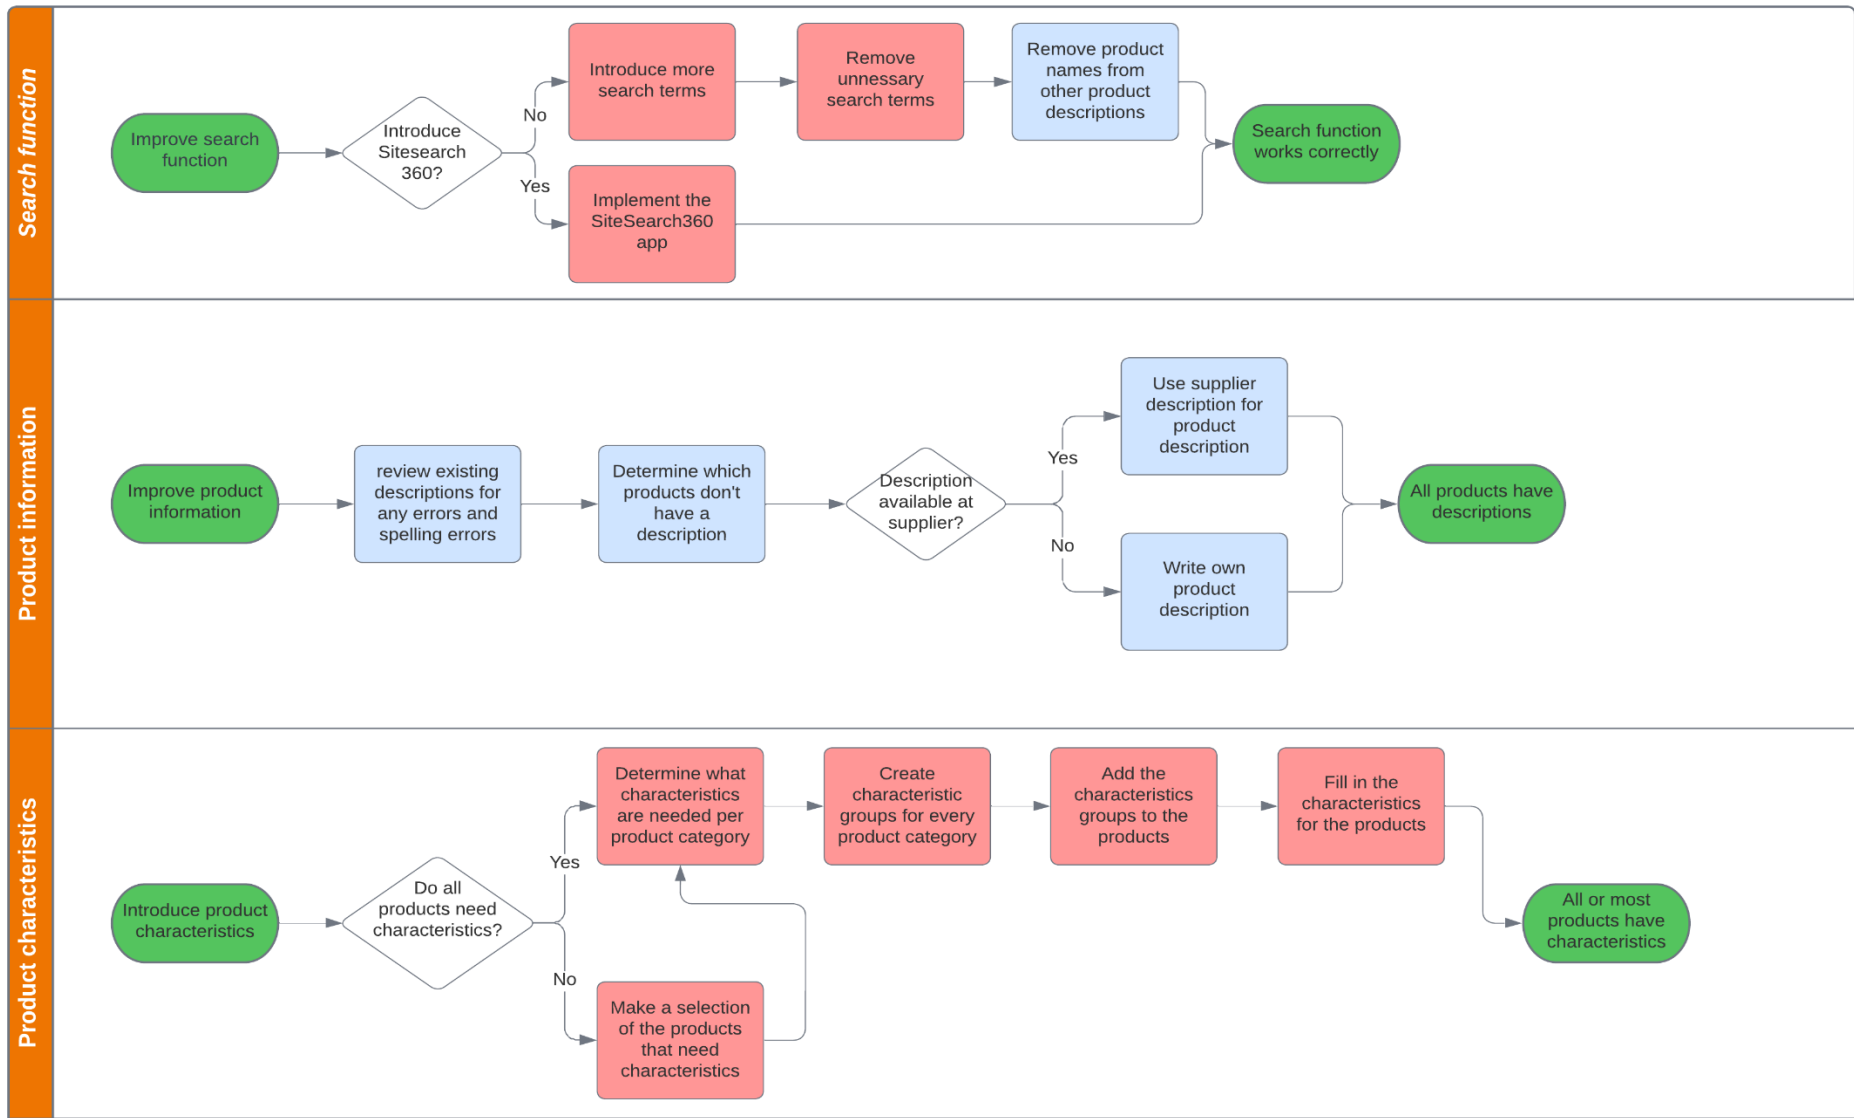 Search function
Improve search
function
Introduce
Sitesearch
360?
No
Yes
Introduce more
search terms
Remove
unnessary
search terms
Remove product
names from
other product
descriptions
Implement the
SiteSearch360
app
Search function
works correctly
Product information
Improve product
information
review existing
descriptions for
any errors and
spelling errors
Determine which
products don't
have a
description
Description
available at
supplier?
Yes
No
Use supplier
description for
product
description
Write own
product
description
All products have
descriptions
Product characteristics
Introduce product
characteristics
Do all
products need
characteristics?
Yes
No
Determine what
characteristics
are needed per
product category
Create
characteristic
groups for every
product category
Add the
characteristics
groups to the
products
Fill in the
characteristics
for the products
Make a selection
of the products
that need
characteristics
All or most
products have
characteristics